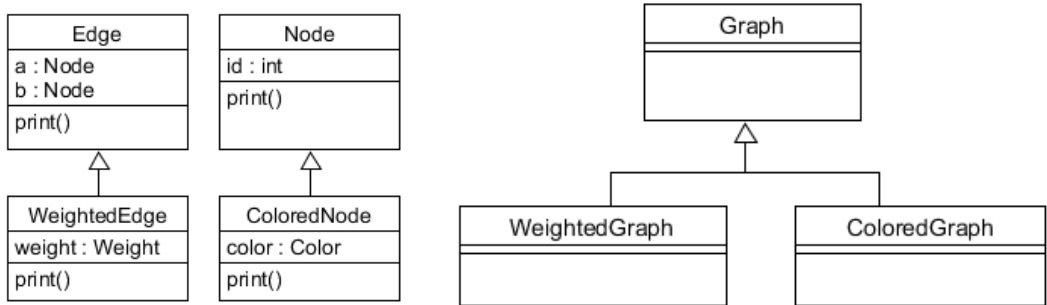 Edge
a : Node
b : Node
print()
Node
id : int
print()
WeightedEdge
weight : Weight
print()
ColoredNode
color : Color
print()
Graph
WeightedGraph
ColoredGraph